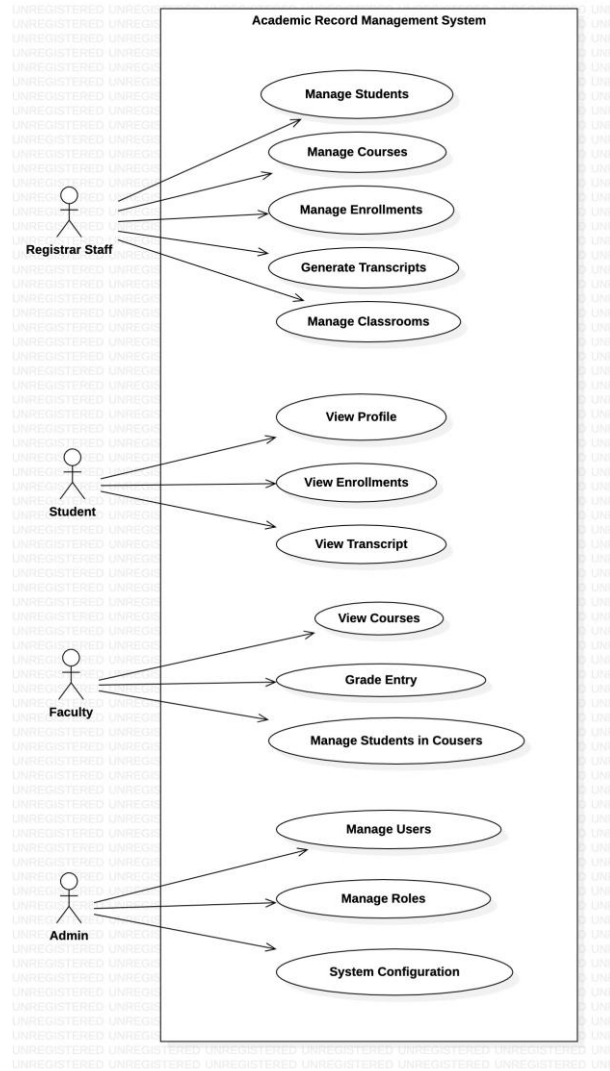 Academic Record Management System
Manage Students
Manage Courses
Manage Enrollments
Registrar Staff
Generate Transcripts
Manage Classrooms
View Profile
View Enrollments
Student
View Transcript
View Courses
Grade Entry
Faculty
Manage Students in Cousers
Manage Users
Manage Roles
Admin
System Configuration
UNREGISTERED